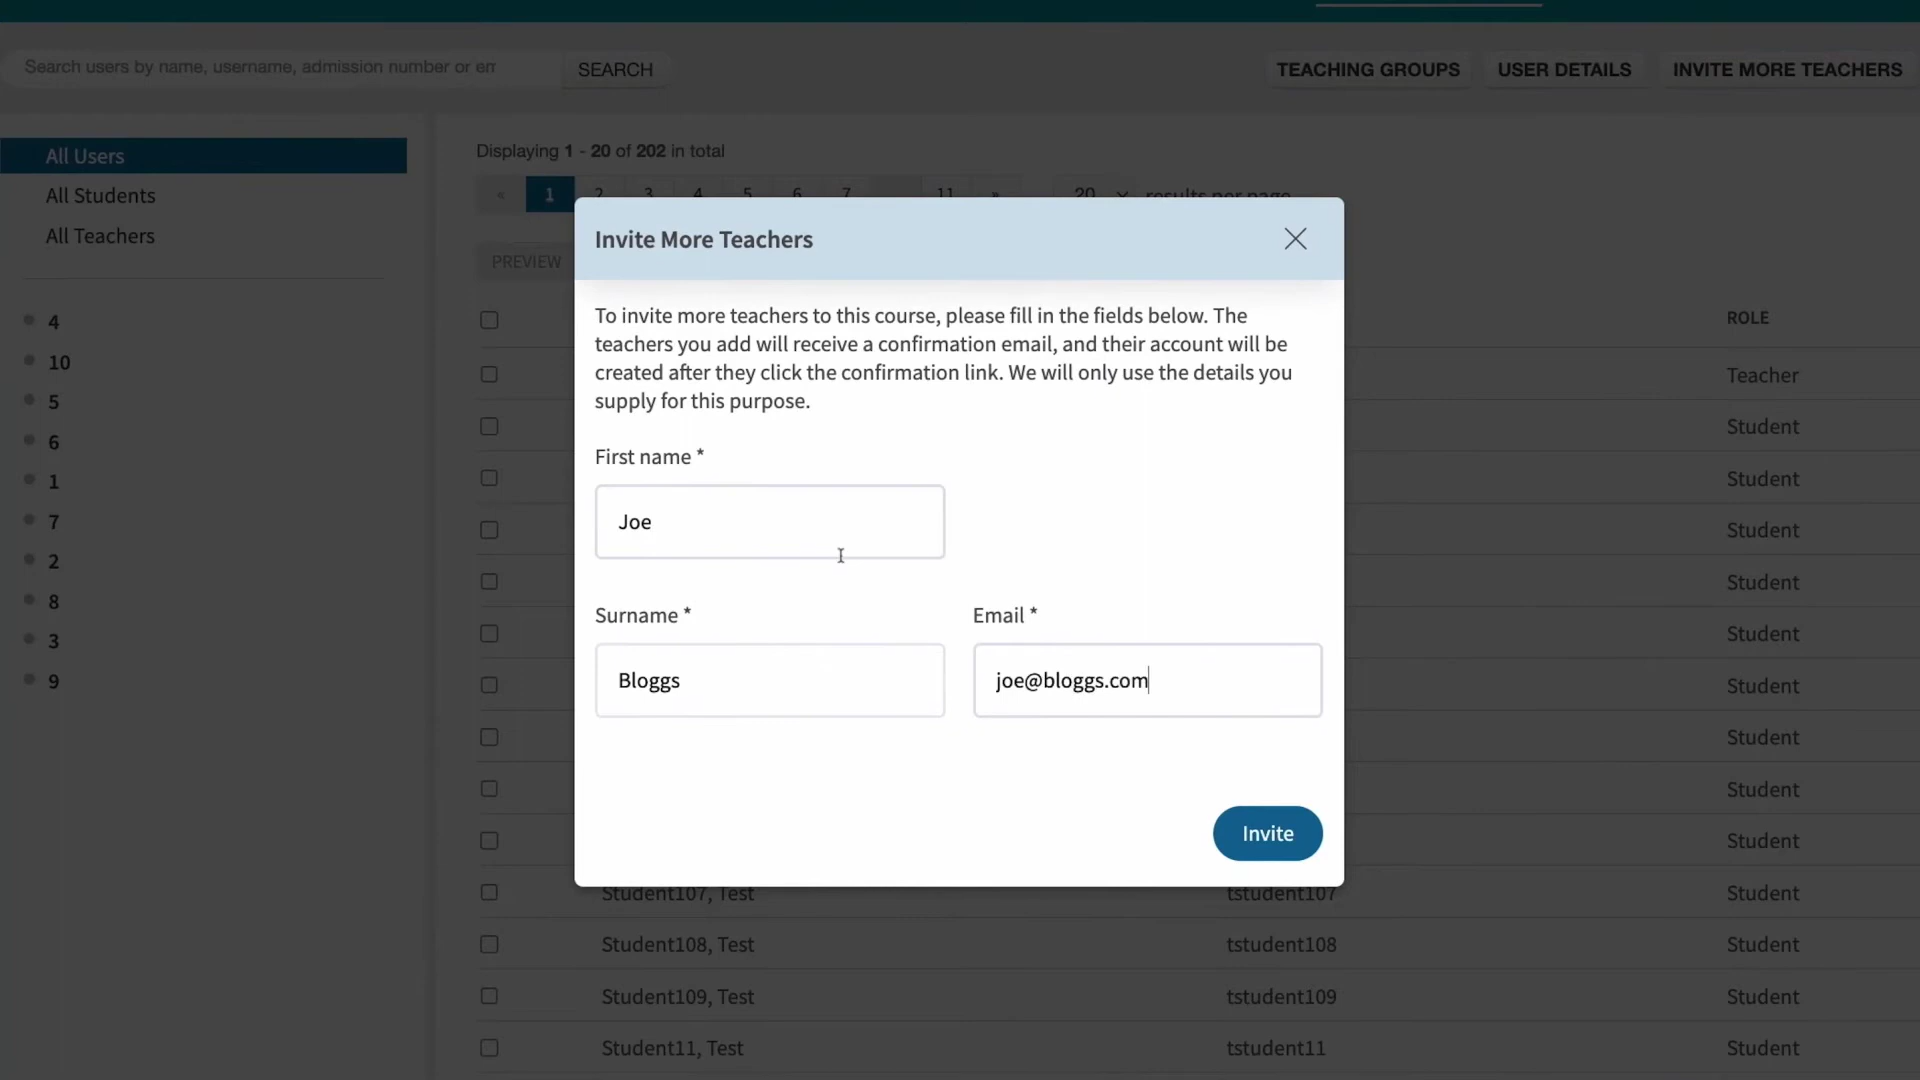 Search users by name, username, admission number or em
SEARCH
TEACHING GROUPS
USER DETAILS
INVITE MORE TEACHERS
All Users
All Students
All Teachers
4
10
5
6
1
7
2
8
3
9
Displaying 1 - 20 of 202 in total
« 1 2 3 4 5 6 7 11 » 20 results per page
PREVIEW
Invite More Teachers
To invite more teachers to this course, please fill in the fields below. The
teachers you add will receive a confirmation email, and their account will be
created after they click the confirmation link. We will only use the details you
supply for this purpose.
First name *
Joe
Surname *
Bloggs
Email *
joe@bloggs.com
Invite
ROLE
Teacher
Student
Student
Student
Student
Student
Student
Student
Student
Student
Student107, Test tstudent107 Student
Student108, Test tstudent108 Student
Student109, Test tstudent109 Student
Student11, Test tstudent11 Student